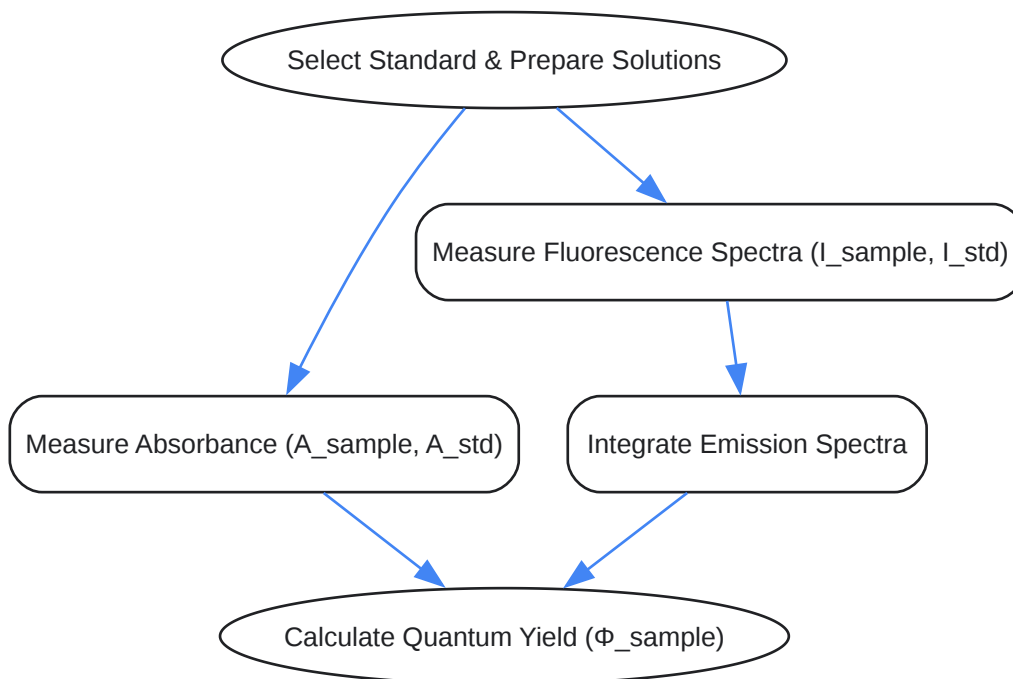 Select Standard & Prepare Solutions
Measure Fluorescence Spectra (I_sample, I_std)
Measure Absorbance (A_sample, A_std)
Integrate Emission Spectra
Calculate Quantum Yield (Φ_sample)